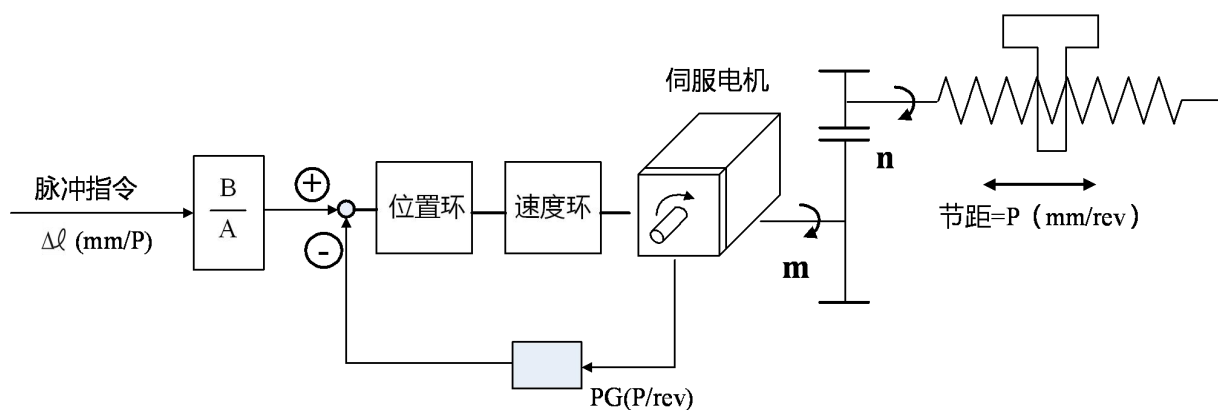 伺服电机
脉冲指令
Δℓ (mm/P)
B
A
+
-
位置环
速度环
m
n
节距=P（mm/rev）
PG(P/rev)